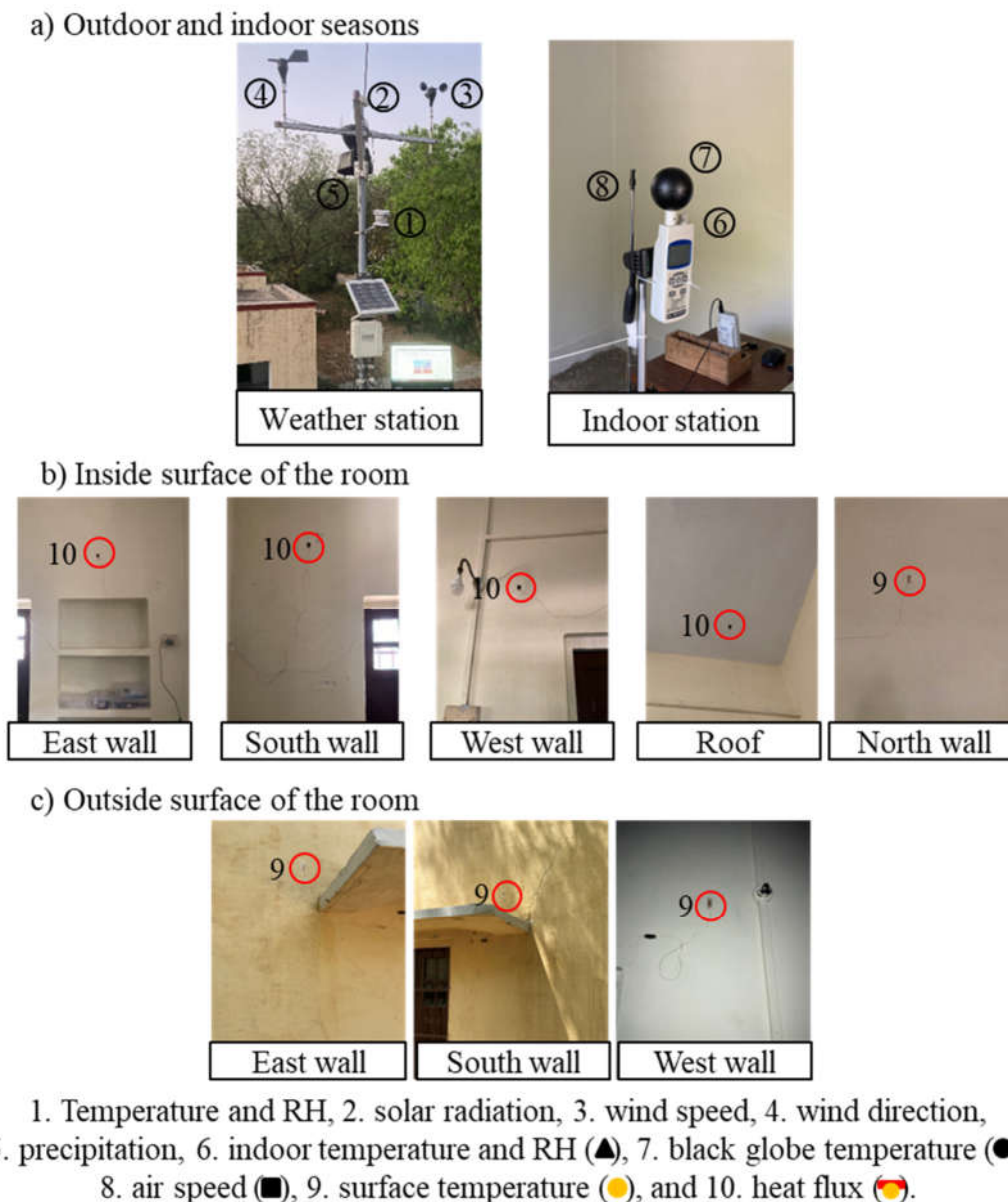 a) Outdoor and indoor seasons
④ ② ③
⑤ ①
⑧ ⑦ ⑥
Weather station
Indoor station
b) Inside surface of the room
10 10 10 10 9
East wall
South wall
West wall
Roof
North wall
c) Outside surface of the room
9 9 9
East wall
South wall
West wall
1. Temperature and RH, 2. solar radiation, 3. wind speed, 4. wind direction,
. precipitation, 6. indoor temperature and RH (▲), 7. black globe temperature (●
8. air speed (■), 9. surface temperature (●), and 10. heat flux ( ).